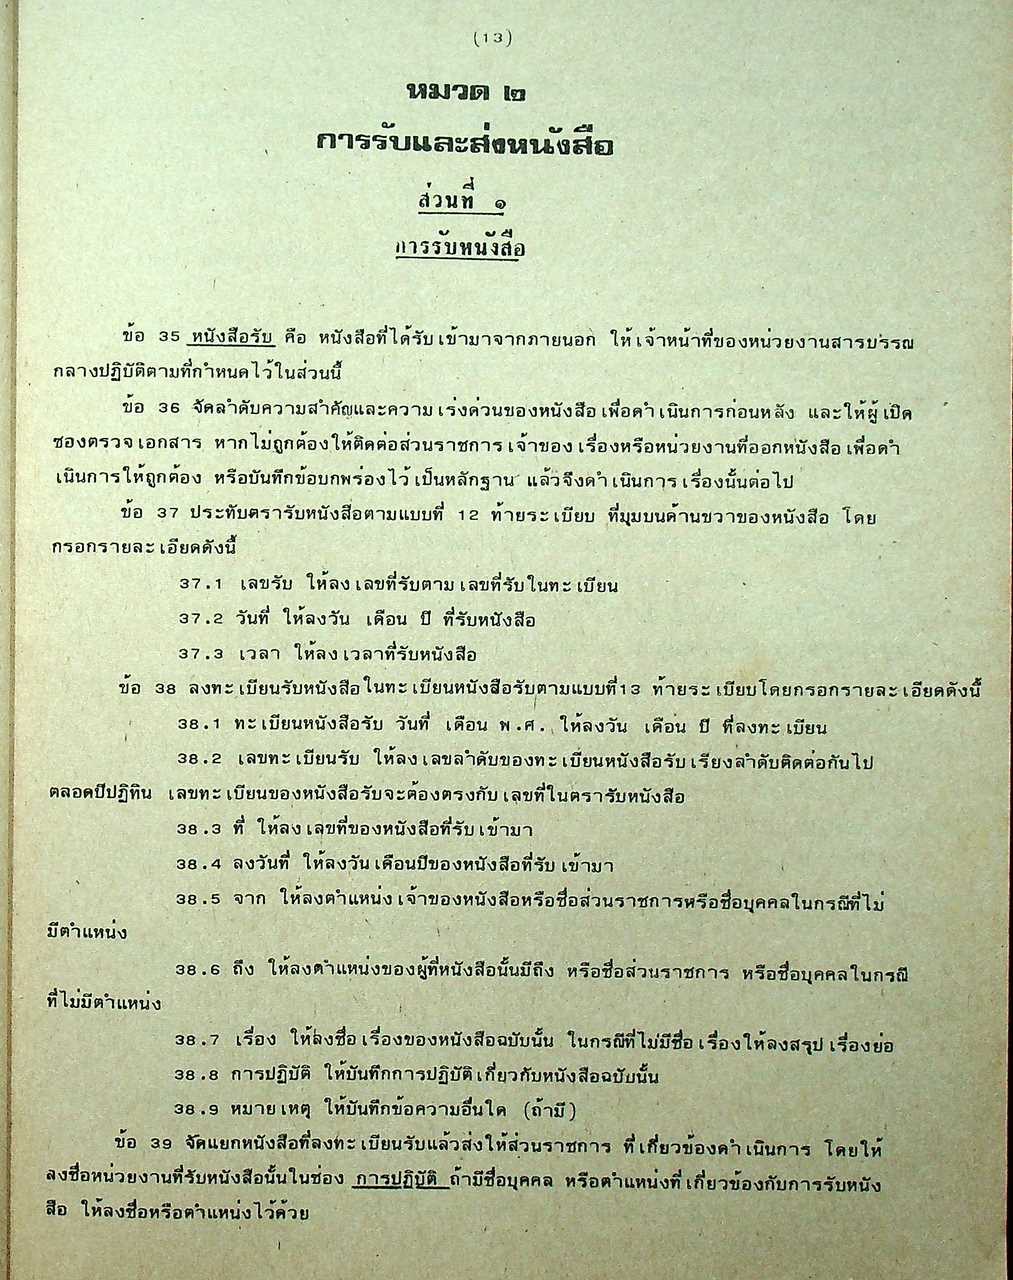 (13)
หมวด ๒
การรับและส่งหนังสือ
ส่วนที่ ๑
การรับหนังสือ
ข้อ 35 หนังสือรับ คือ หนังสือที่ได้รับเข้ามาจากภายนอก ให้เจ้าหน้าที่ของหน่วยงานสารบรรณ
กลางปฏิบัติตามที่กำหนดไว้ในส่วนนี้
ข้อ 36 จัดลำดับความสำคัญและความเร่งด่วนของหนังสือเพื่อดำเนินการก่อนหลัง และให้ผู้เปิด
ซองตรวจเอกสาร หากไม่ถูกต้องให้ติดต่อส่วนราชการเจ้าของเรื่องหรือหน่วยงานที่ออกหนังสือเพื่อดำ
เนินการให้ถูกต้อง หรือบันทึกข้อบกพร่องไว้เป็นหลักฐาน แล้วจึงดำเนินการเรื่องนั้นต่อไป
ข้อ 37 ประทับตรารับหนังสือตามแบบที่ 12 ท้ายระเบียบ ที่มุมบนด้านขวาของหนังสือ โดย
กรอกรายละเอียดดังนี้
37.1 เลขรับ ให้ลงเลขที่รับตามเลขที่รับในทะเบียน
37.2 วันที่ ให้ลงวัน เดือน ปี ที่รับหนังสือ
37.3 เวลา ให้ลงเวลาที่รับหนังสือ
ข้อ 38 ลงทะเบียนรับหนังสือในทะเบียนหนังสือรับตามแบบที่13 ท้ายระเบียบโดยกรอกรายละเอียดดังนี้
38.1 ทะเบียนหนังสือรับ วันที่ เดือน พ.ศ. ให้ลงวัน เดือน ปี ที่ลงทะเบียน
38.2 เลขทะเบียนรับ ให้ลงเลขลำดับของทะเบียนหนังสือรับเรียงลำดับติดต่อกันไป
ตลอดปีปฏิทิน เลขทะเบียนของหนังสือรับจะต้องตรงกับเลขที่ในตรารับหนังสือ
38.3 ที่ ให้ลงเลขที่ของหนังสือที่รับเข้ามา
38.4 ลงวันที่ ให้ลงวันเดือนปีของหนังสือที่รับเข้ามา
38.5 จาก ให้ลงตำแหน่งเจ้าของหนังสือหรือชื่อส่วนราชการหรือชื่อบุคคลในกรณีที่ไม่
มีตำแหน่ง
38.6 ถึง ให้ลงตำแหน่งของผู้ที่หนังสือนั้นมีถึง หรือชื่อส่วนราชการ หรือชื่อบุคคลในกรณี
ที่ไม่มีตำแหน่ง
38.7 เรื่อง ให้ลงชื่อเรื่องของหนังสือฉบับนั้น ในกรณีที่ไม่มีชื่อเรื่องให้ลงสรุปเรื่องย่อ
38.8 การปฏิบัติ ให้บันทึกการปฏิบัติเกี่ยวกับหนังสือฉบับนั้น
38.9 หมายเหตุ ให้บันทึกข้อความอื่นใด (ถ้ามี)
ข้อ 39 จัดแยกหนังสือที่ลงทะเบียนรับแล้วส่งให้ส่วนราชการ ที่เกี่ยวข้องดำเนินการ โดยให้
ลงชื่อหน่วยงานที่รับหนังสือนั้นในช่อง การปฏิบัติ ถ้ามีชื่อบุคคล หรือตำแหน่งที่เกี่ยวข้องกับการรับหนัง
สือ ให้ลงชื่อหรือตำแหน่งไว้ด้วย